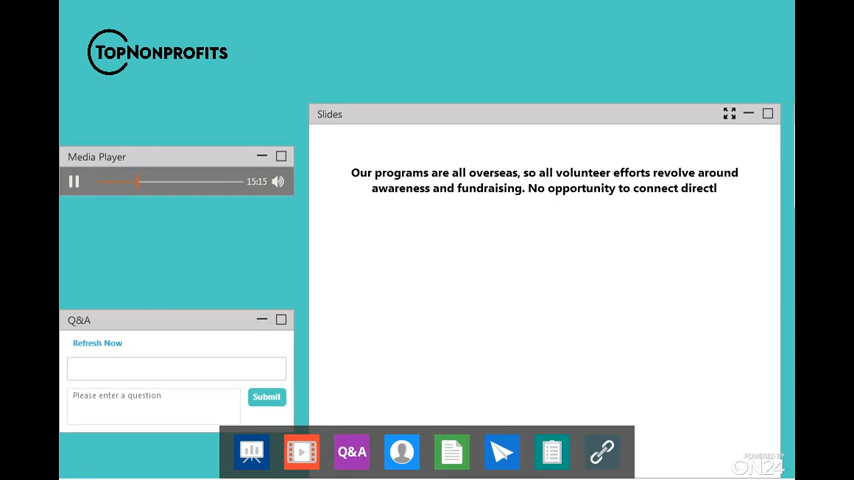 TOPNONPROFITS
Slides
Media Player
Our programs are all overseas, so all volunteer efforts revolve around
awareness and fundraising. No opportunity to connect directl
15:15
Q&A
Refresh Now
Please enter a question
Submit
Q&A
POWERED BY
ON24